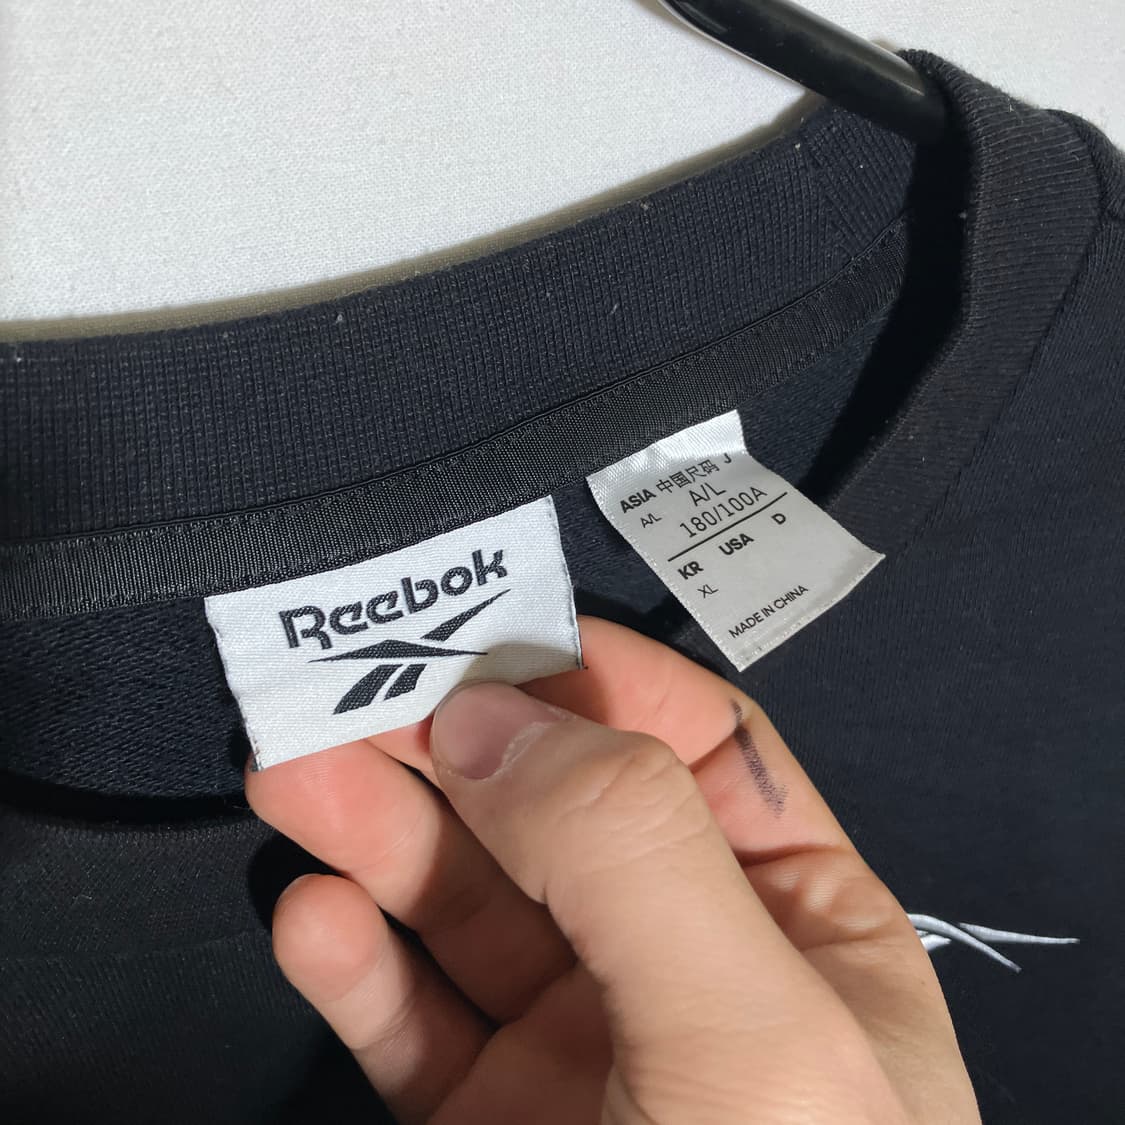 Reebok
ASIA 中国尺码 J
A/L A/L
180/100A
KR USA D
XL
MADE IN CHINA